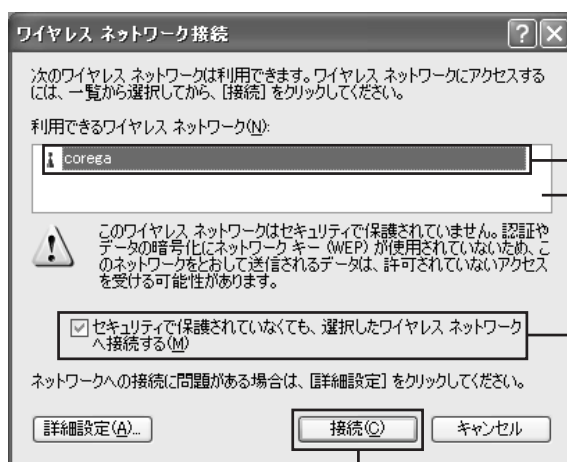 ワイヤレス ネットワーク接続
次のワイヤレス ネットワークは利用できます。ワイヤレス ネットワークにアクセスする
には、一覧から選択してから、[接続] をクリックしてください。
利用できるワイヤレス ネットワーク(N):
corega
このワイヤレス ネットワークはセキュリティで保護されていません。認証や
データの暗号化にネットワーク キー (WEP) が使用されていないため、こ
のネットワークをとおして送信されるデータは、許可されていないアクセス
を受ける可能性があります。
セキュリティで保護されていなくても、選択したワイヤレス ネットワーク
へ接続する(M)
ネットワークへの接続に問題がある場合は、[詳細設定] をクリックしてください。
詳細設定(A)... 接続(C) キャンセル